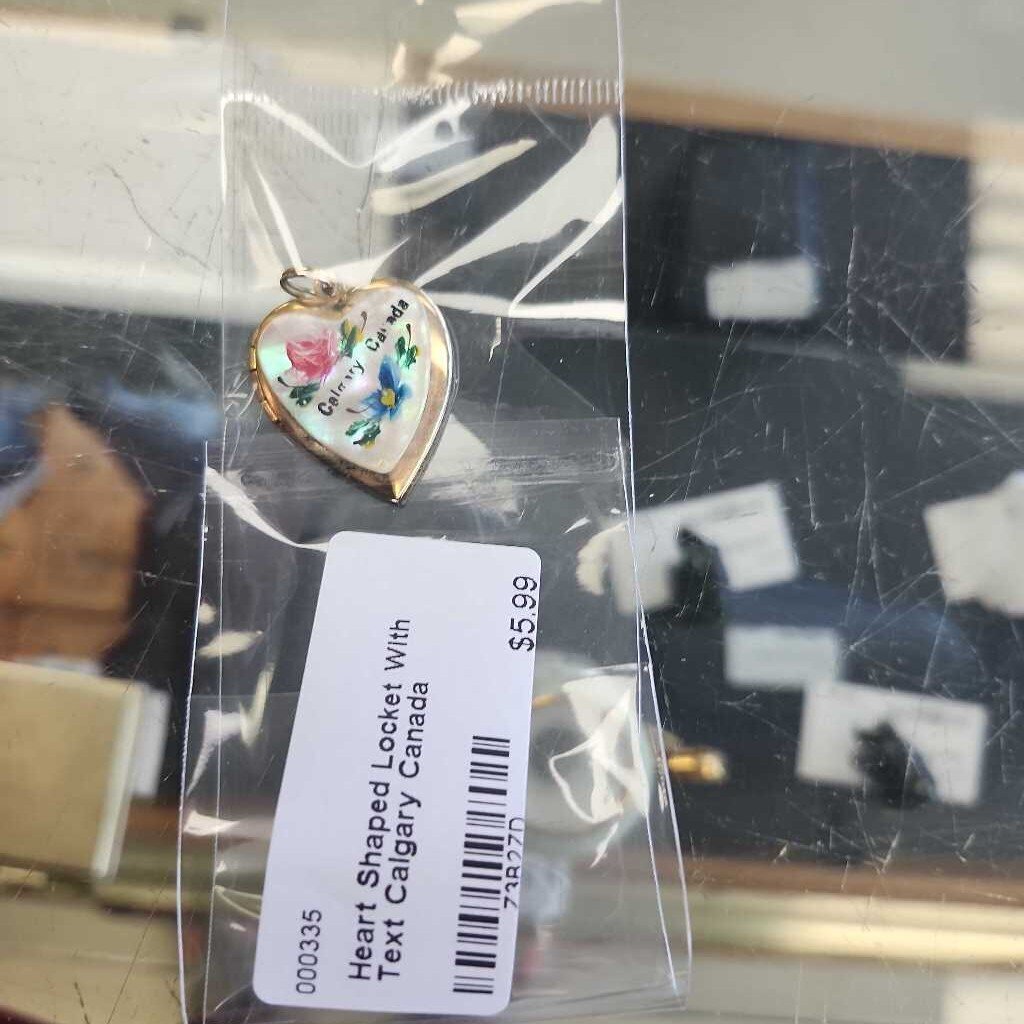 Calgary Canada
000335
Heart Shaped Locket With
Text Calgary Canada
$5.99